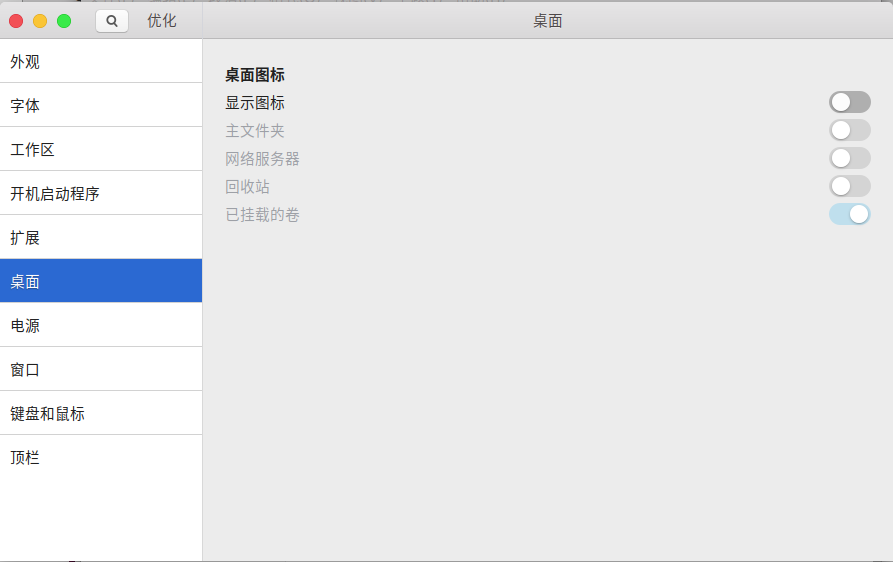 优化
桌面
外观
字体
工作区
开机启动程序
扩展
桌面
电源
窗口
键盘和鼠标
顶栏
桌面图标
显示图标
主文件夹
网络服务器
回收站
已挂载的卷